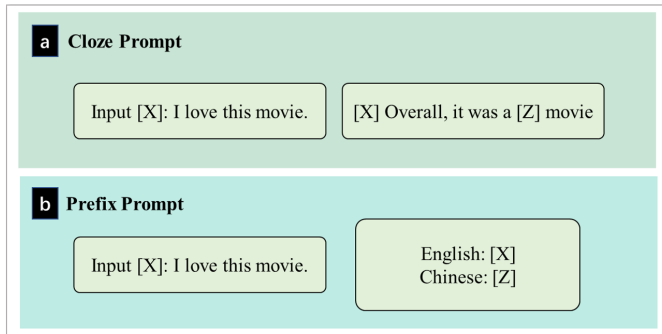 a Cloze Prompt
Input [X]: I love this movie.
[X] Overall, it was a [Z] movie
b Prefix Prompt
Input [X]: I love this movie.
English: [X]
Chinese: [Z]